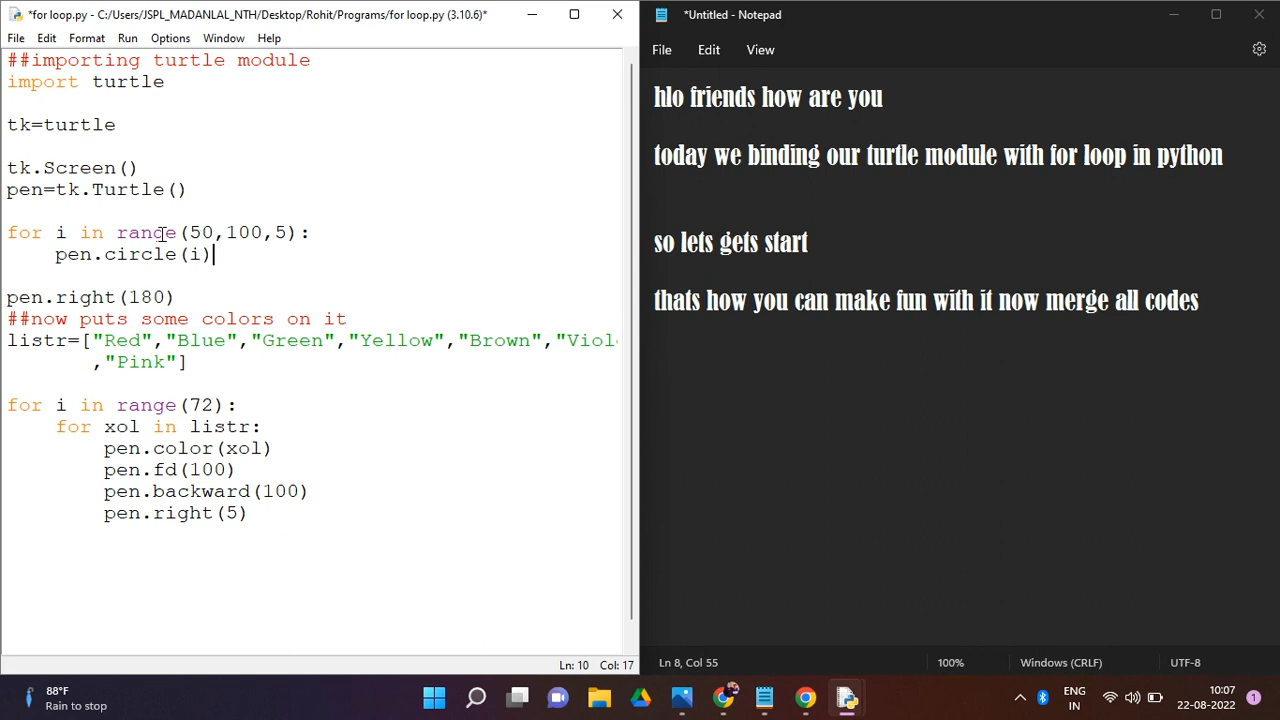 *for loop.py - C:/Users/JSPL_MADANLAL_NTH/Desktop/Rohit/Programs/for loop.py (3.10.6)*
File Edit Format Run Options Window Help
##importing turtle module
import turtle
tk=turtle
tk.Screen()
pen=tk.Turtle()
for i in range(50,100,5):
pen.circle(i)
pen.right(180)
##now puts some colors on it
listr=["Red","Blue","Green","Yellow","Brown","Viol
,"Pink"]
for i in range(72):
for xol in listr:
pen.color(xol)
pen.fd(100)
pen.backward(100)
pen.right(5)
Ln: 10 Col: 17
*Untitled - Notepad
File Edit View
hlo friends how are you
today we binding our turtle module with for loop in python
so lets gets start
thats how you can make fun with it now merge all codes
Ln 8, Col 55 100% Windows (CRLF) UTF-8
88°F
Rain to stop
ENG
IN
10:07
22-08-2022
1